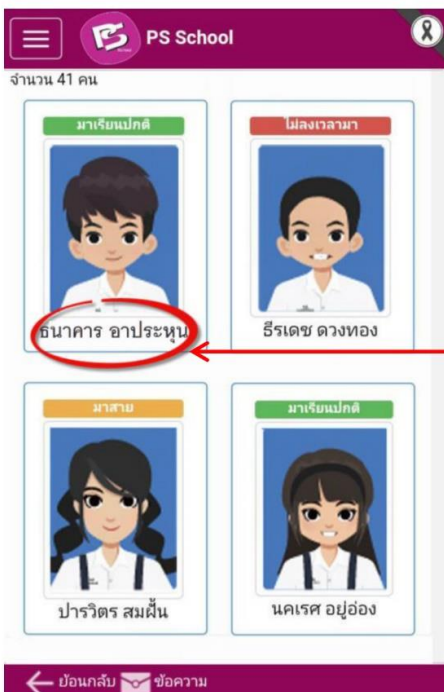 PS School
จำนวน 41 คน
มาเรียนปกติ
ไม่ลงเวลามา
ธนาคาร อาประหุน
ธีรเดช ดวงทอง
มาสาย
มาเรียนปกติ
ปารวิตร สมฝั้น
นคเรศ อยู่อ่อง
ย้อนกลับ ข้อความ